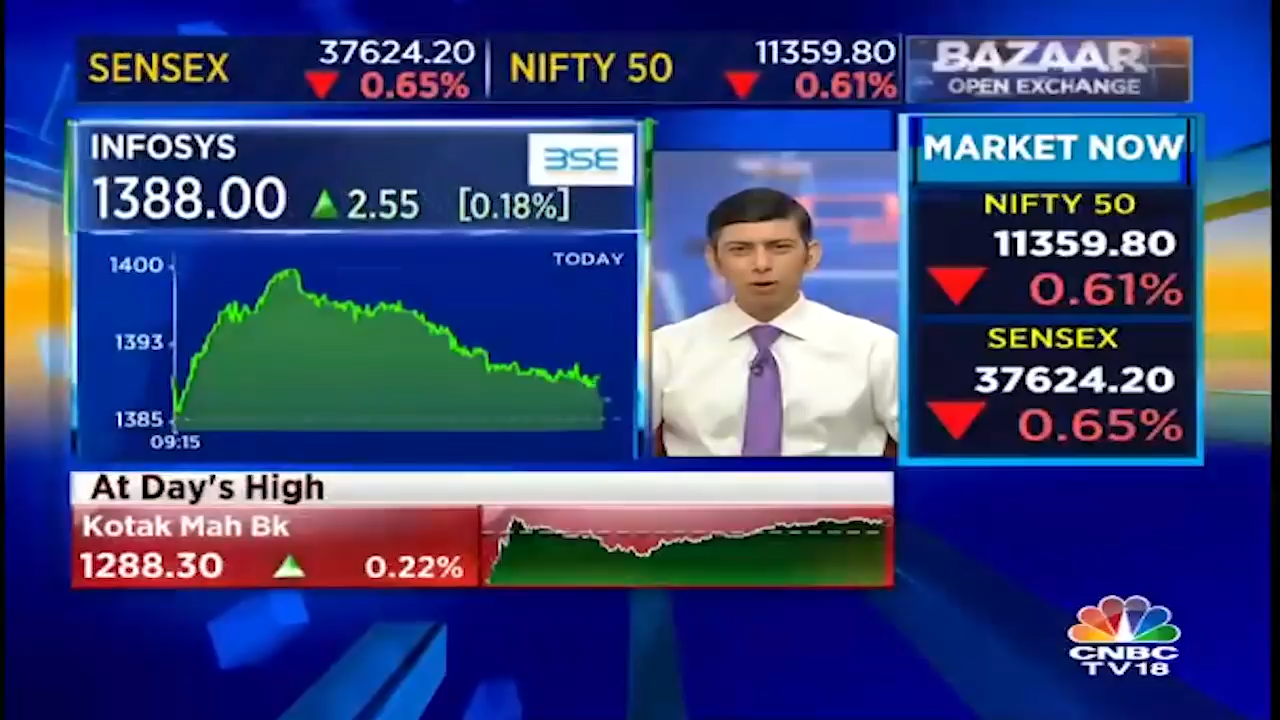 SENSEX
37624.20
0.65%
NIFTY 50
11359.80
0.61%
BAZAAR
OPEN EXCHANGE
INFOSYS
BSE
1388.00 2.55 [0.18%]
TODAY
1400
1393
1385
09:15
MARKET NOW
NIFTY 50
11359.80
0.61%
SENSEX
37624.20
0.65%
At Day's High
Kotak Mah Bk
1288.30 0.22%
CNBC
TV18